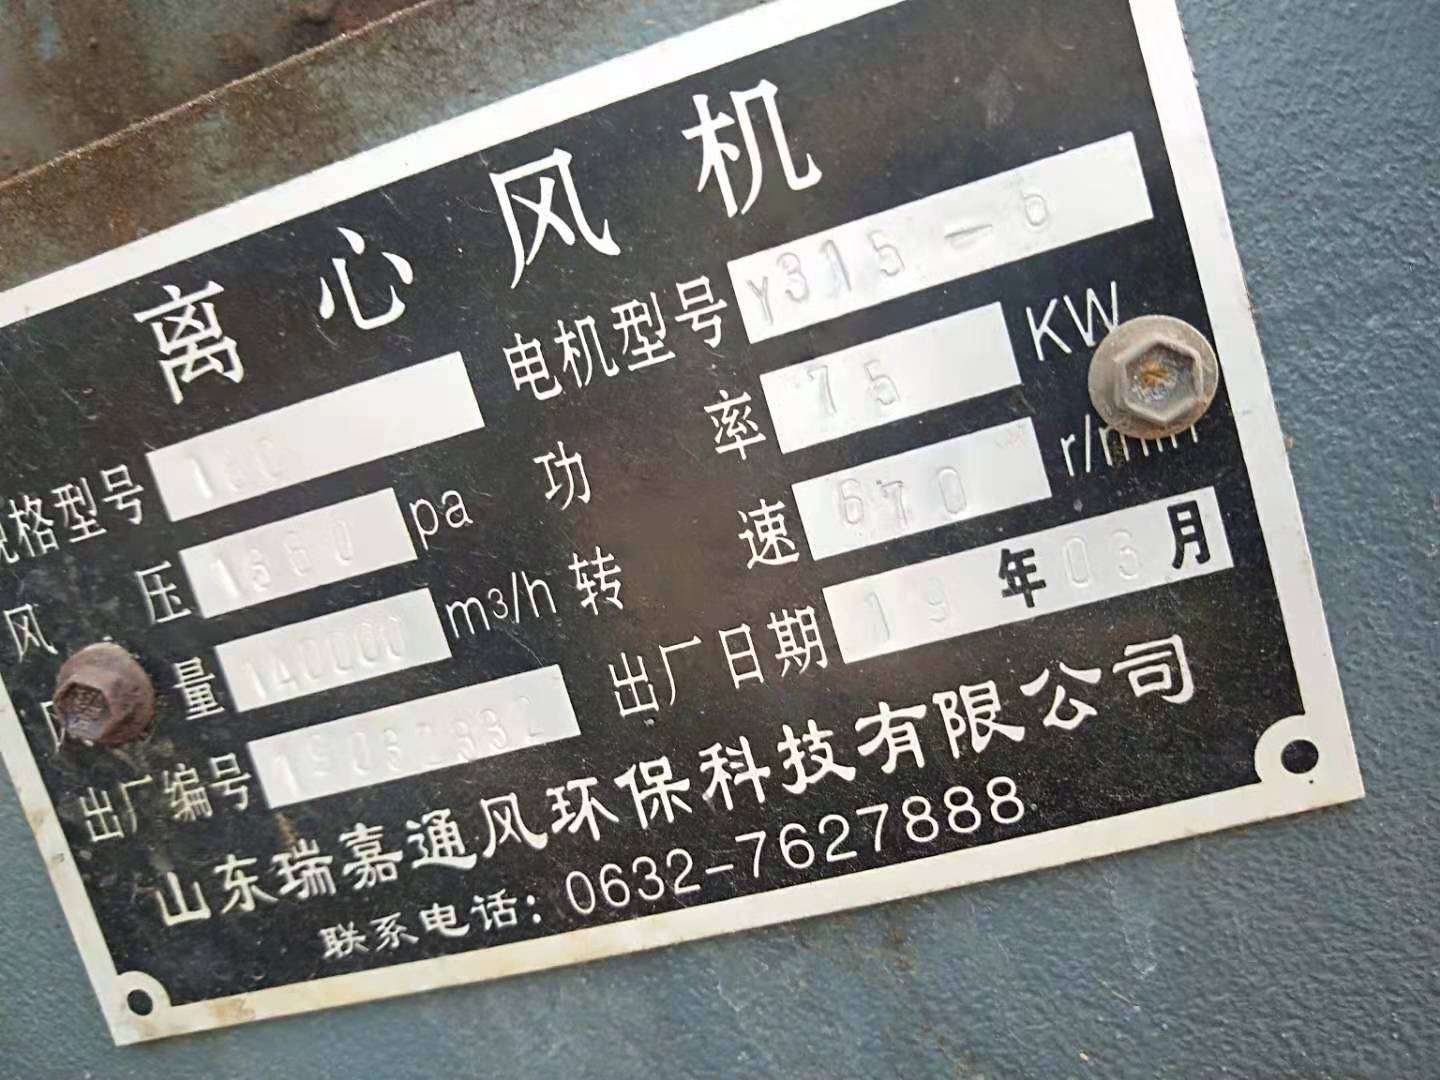 离心风机
电机型号 Y315-6
格型号
功率 75 KW
风压 1360 pa
转速 670 r/min
量 140000 m3/h
出厂日期 19年03月
出厂编号
山东瑞嘉通风环保科技有限公司
联系电话：0632-7627888